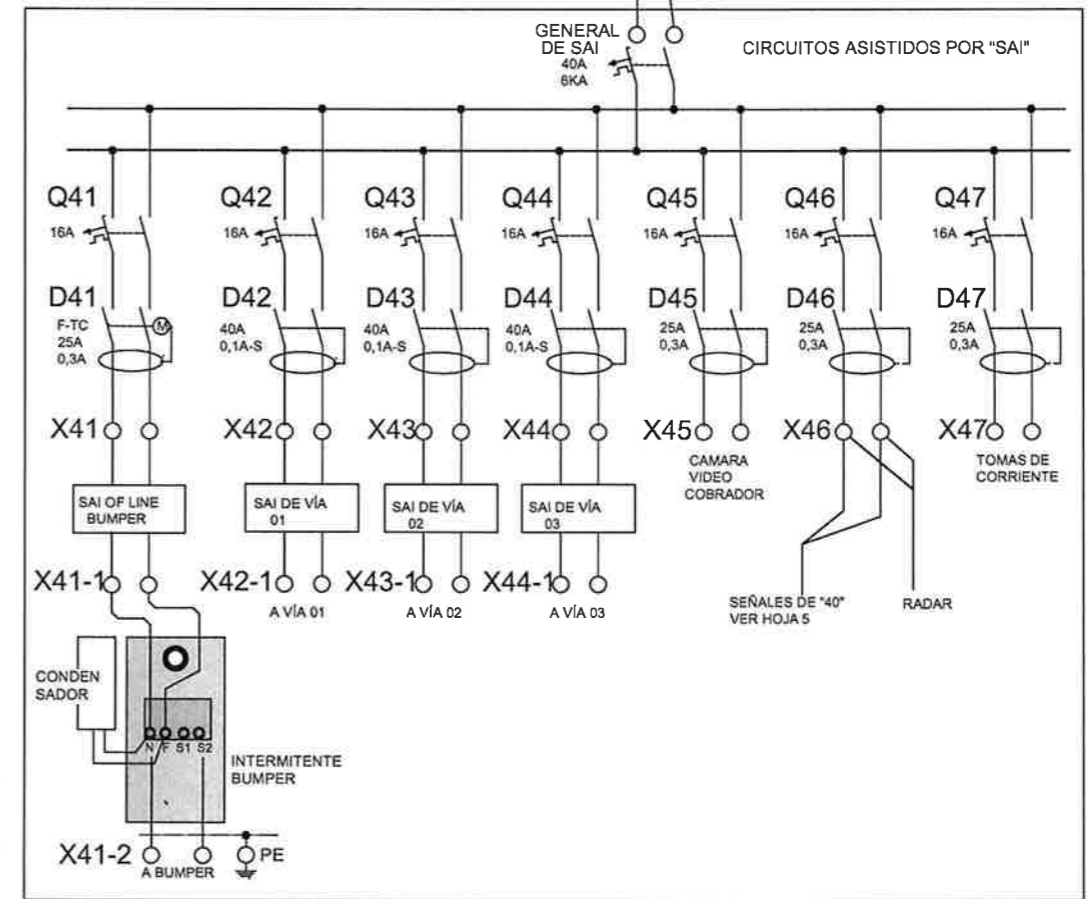 GENERAL
DE SAI
40A
6KA
CIRCUITOS ASISTIDOS POR "SAI"
Q41
Q42
Q43
Q44
Q45
Q46
Q47
16A
16A
16A
16A
16A
16A
16A
D41
D42
D43
D44
D45
D46
D47
F-TC
25A
0,3A
M
40A
0,1A-S
40A
0,1A-S
40A
0,1A-S
25A
0,3A
25A
0,3A
25A
0,3A
X41
X42
X43
X44
X45
X46
X47
CAMARA
VIDEO
COBRADOR
TOMAS DE
CORRIENTE
SAI OF LINE
BUMPER
SAI DE VÍA
01
SAI DE VÍA
02
SAI DE VÍA
03
X41-1
X42-1
X43-1
X44-1
A VÍA 01
A VÍA 02
A VÍA 03
SEÑALES DE "40"
VER HOJA 5
RADAR
CONDEN
SADOR
N F S1 S2
INTERMITENTE
BUMPER
X41-2
PE
A BUMPER